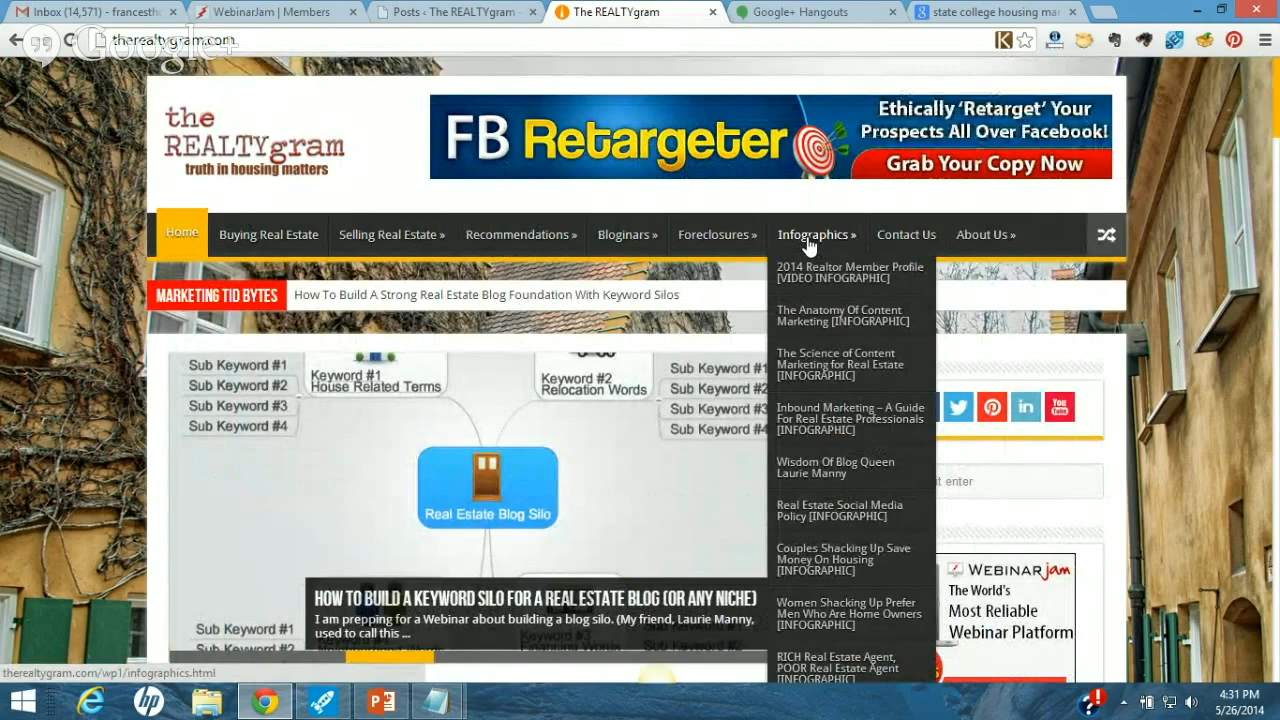 Inbox (14,571) - francesth
WebinarJam | Members
Posts ‹ The REALTYgram
The REALTYgram
Google+ Hangouts
state college housing mar
therealtygram.com
Google+
the
REALTYgram
truth in housing matters
FB Retargeter
Ethically ‘Retarget’ Your
Prospects All Over Facebook!
Grab Your Copy Now
Home
Buying Real Estate
Selling Real Estate »
Recommendations »
Bloginars »
Foreclosures »
Infographics »
Contact Us
About Us »
MARKETING TID BYTES
How To Build A Strong Real Estate Blog Foundation With Keyword Silos
2014 Realtor Member Profile
[VIDEO INFOGRAPHIC]
The Anatomy Of Content
Marketing [INFOGRAPHIC]
The Science of Content
Marketing for Real Estate
[INFOGRAPHIC]
Inbound Marketing – A Guide
For Real Estate Professionals
[INFOGRAPHIC]
Wisdom Of Blog Queen
Laurie Manny
Real Estate Social Media
Policy [INFOGRAPHIC]
Couples Shacking Up Save
Money On Housing
[INFOGRAPHIC]
Women Shacking Up Prefer
Men Who Are Home Owners
[INFOGRAPHIC]
RICH Real Estate Agent,
POOR Real Estate Agent
[INFOGRAPHIC]
Sub Keyword #1
Sub Keyword #2
Sub Keyword #3
Sub Keyword #4
Keyword #1
House Related Terms
Keyword #2
Relocation Words
Sub Keyword #1
Sub Keyword #2
Sub Keyword #3
Sub Keyword #4
Real Estate Blog Silo
HOW TO BUILD A KEYWORD SILO FOR A REAL ESTATE BLOG (OR ANY NICHE)
I am prepping for a Webinar about building a blog silo. (My friend, Laurie Manny,
used to call this ...
Sub Keyword #1
Sub Keyword #1
You
Tube
it enter
WEBINARJAM
The World's
Most Reliable
Webinar Platform
therealtygram.com/wp1/infographics.html
4:31 PM
5/26/2014